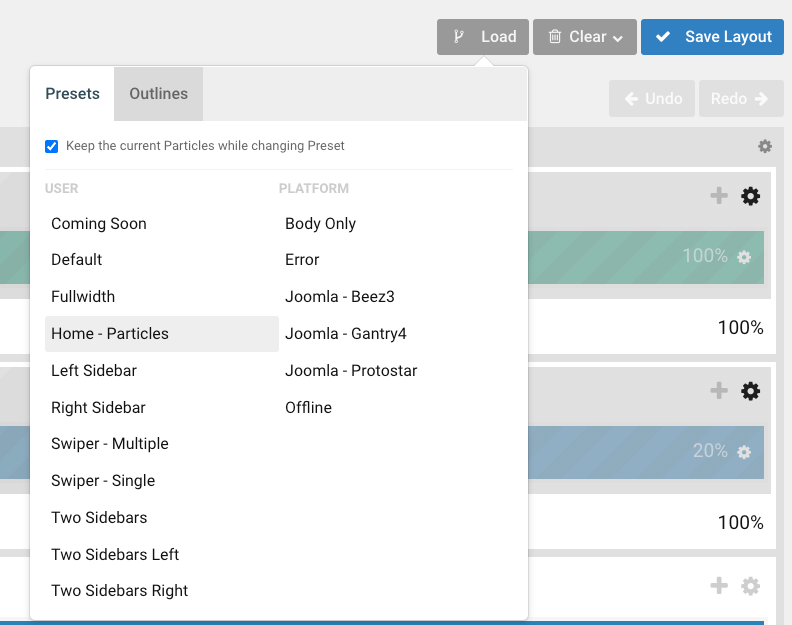 Load
Clear
Save Layout
Presets
Outlines
Undo
Redo
Keep the current Particles while changing Preset
USER
Coming Soon
Default
Fullwidth
Home - Particles
Left Sidebar
Right Sidebar
Swiper - Multiple
Swiper - Single
Two Sidebars
Two Sidebars Left
Two Sidebars Right
PLATFORM
Body Only
Error
Joomla - Beez3
Joomla - Gantry4
Joomla - Protostar
Offline
100%
100%
20%
100%